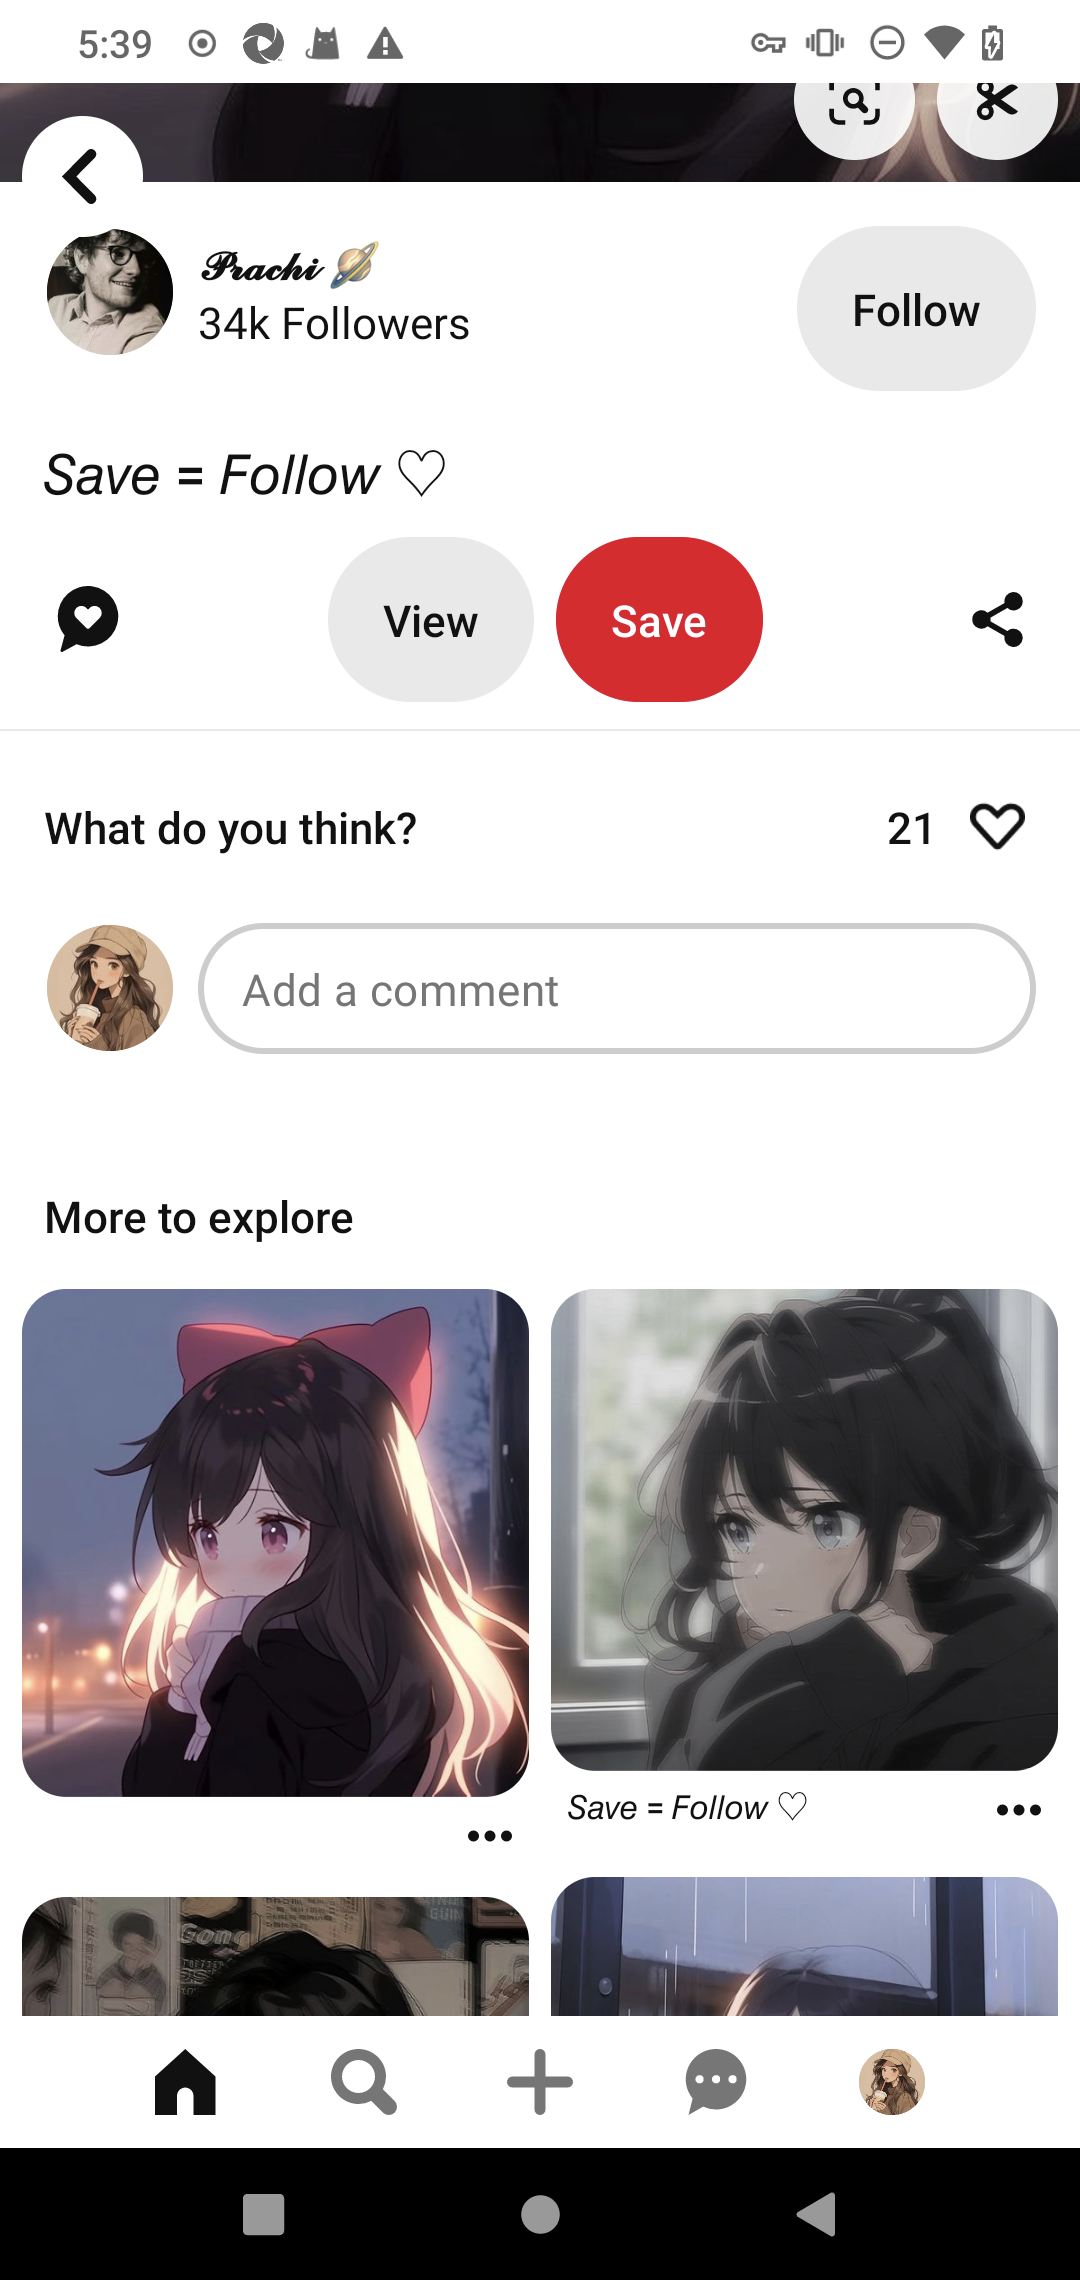 5:39
𝒫𝓇𝒶𝒸𝒽𝒾 🪐
34k Followers
Follow
Save = Follow ♡
View
Save
What do you think?
21
Add a comment
More to explore
Save = Follow ♡
Gong